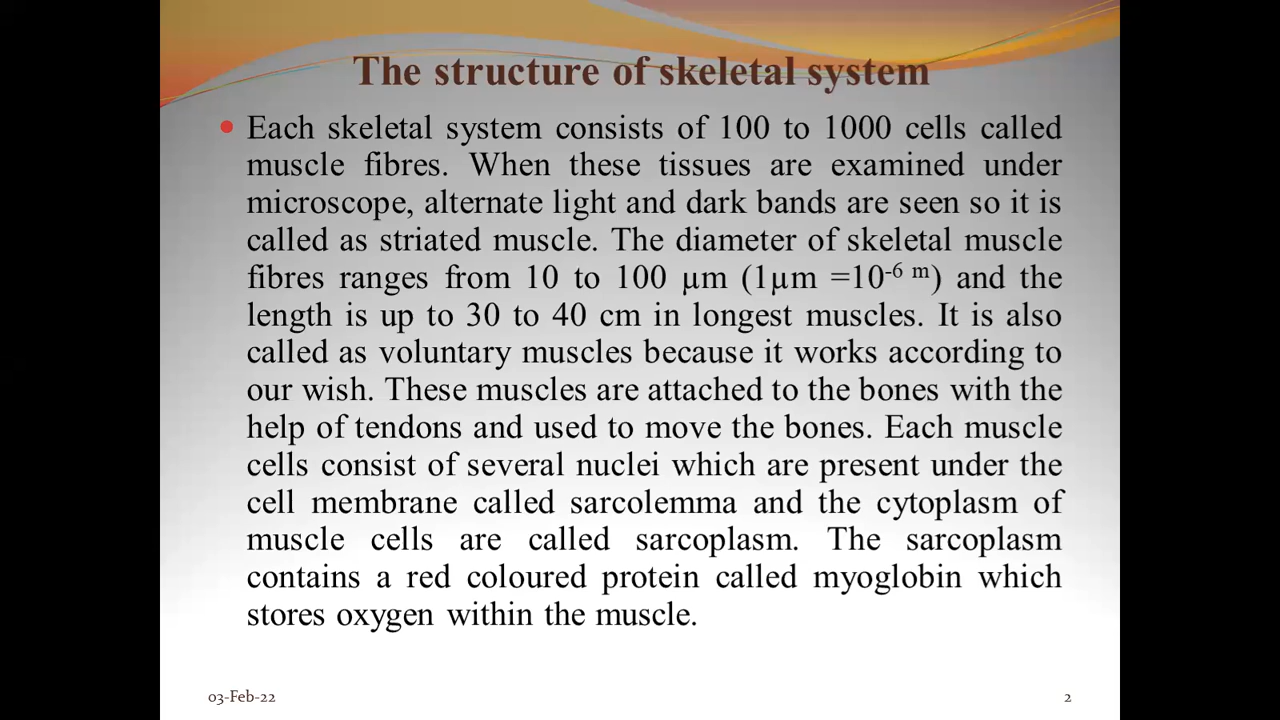 The structure of skeletal system
• Each skeletal system consists of 100 to 1000 cells called
muscle fibres. When these tissues are examined under
microscope, alternate light and dark bands are seen so it is
called as striated muscle. The diameter of skeletal muscle
fibres ranges from 10 to 100 µm (1µm =10⁻⁶ ᵐ) and the
length is up to 30 to 40 cm in longest muscles. It is also
called as voluntary muscles because it works according to
our wish. These muscles are attached to the bones with the
help of tendons and used to move the bones. Each muscle
cells consist of several nuclei which are present under the
cell membrane called sarcolemma and the cytoplasm of
muscle cells are called sarcoplasm. The sarcoplasm
contains a red coloured protein called myoglobin which
stores oxygen within the muscle.
03-Feb-22
2